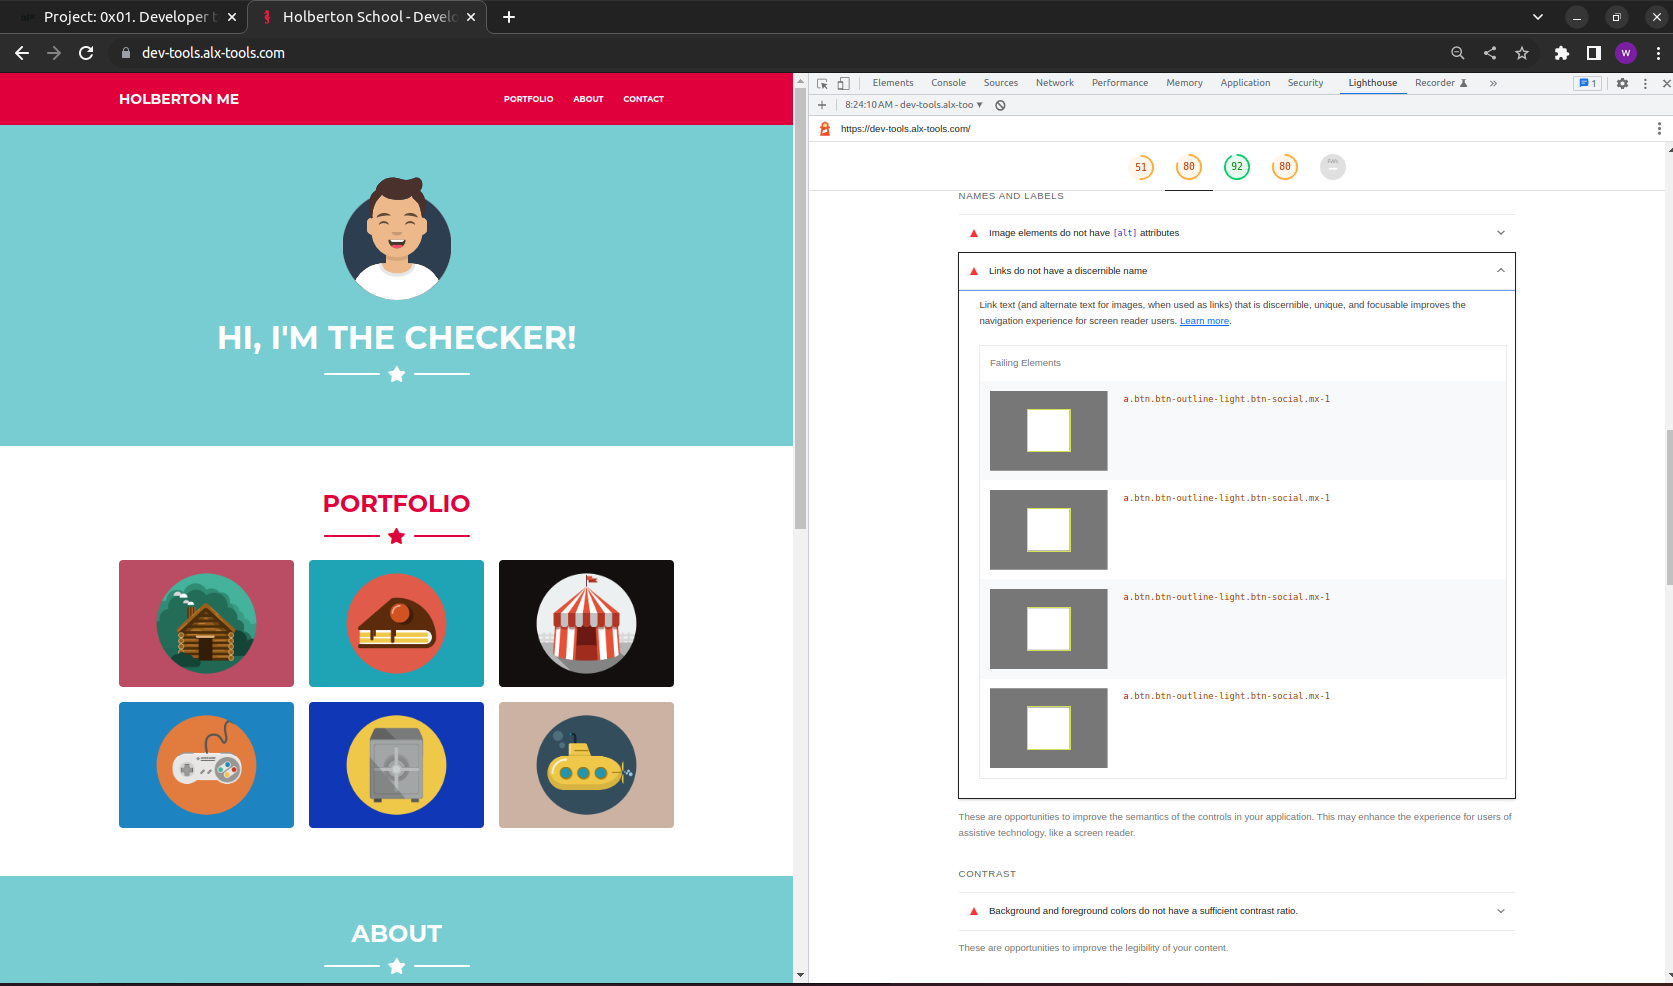 Project: 0x01. Developer t
Holberton School - Develo
dev-tools.alx-tools.com
W
HOLBERTON ME
PORTFOLIO
ABOUT
CONTACT
HI, I'M THE CHECKER!
PORTFOLIO
ABOUT
Elements
Console
Sources
Network
Performance
Memory
Application
Security
Lighthouse
Recorder
1
8:24:10 AM - dev-tools.alx-too
https://dev-tools.alx-tools.com/
51
80
92
80
NAMES AND LABELS
Image elements do not have [alt] attributes
Links do not have a discernible name
Link text (and alternate text for images, when used as links) that is discernible, unique, and focusable improves the
navigation experience for screen reader users. Learn more.
Failing Elements
a.btn.btn-outline-light.btn-social.mx-1
a.btn.btn-outline-light.btn-social.mx-1
a.btn.btn-outline-light.btn-social.mx-1
a.btn.btn-outline-light.btn-social.mx-1
These are opportunities to improve the semantics of the controls in your application. This may enhance the experience for users of
assistive technology, like a screen reader.
CONTRAST
Background and foreground colors do not have a sufficient contrast ratio.
These are opportunities to improve the legibility of your content.